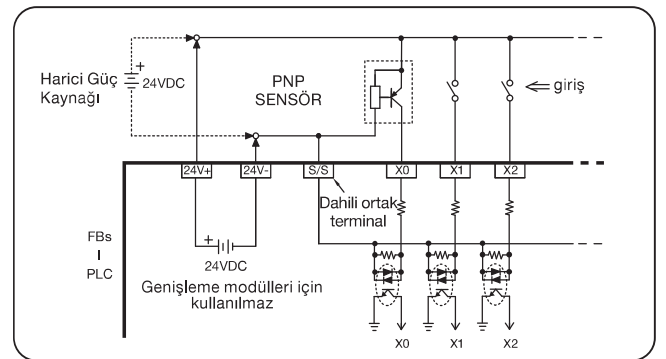 Harici Güç
Kaynağı
+
24VDC
PNP
SENSÖR
giriş
24V+
24V-
S/S
X0
X1
X2
Dahili ortak
terminal
FBs
I
PLC
+
24VDC
Genişleme modülleri için
kullanılmaz
X0
X1
X2